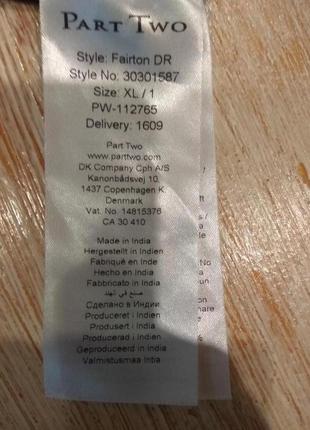 PART TWO
Style: Fairton DR
Style No: 30301587
Size: XL / 1
PW-112765
Delivery: 1609
Part Two
www.parttwo.com
DK Company Cph A/S
Kanonbådsvej 10.
1437 Copenhagen K.
Denmark
Vat. No. 14815376
CA 30 410
Made in India
Hergestellt in Indien
Fabriqué en Inde
Hecho en India
Fabbricato in India
صنع في الهند
Сделано в Индии
Produceret i Indien
Produsert i India
Producerad i Indien
Geproduceerd in India
Valmistusmaa Intia